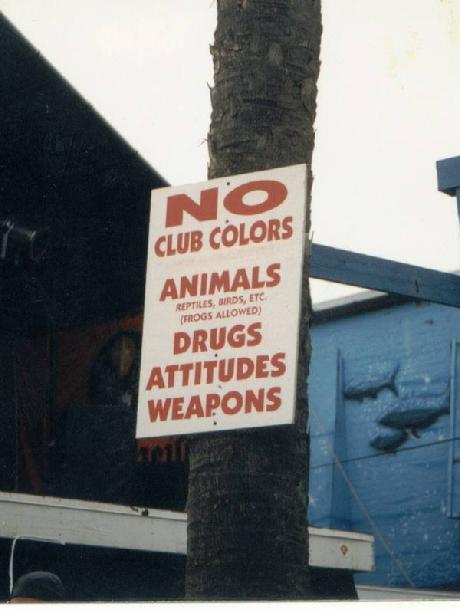 NO
CLUB COLORS
ANIMALS
REPTILES, BIRDS, ETC.
(FROGS ALLOWED)
DRUGS
ATTITUDES
WEAPONS